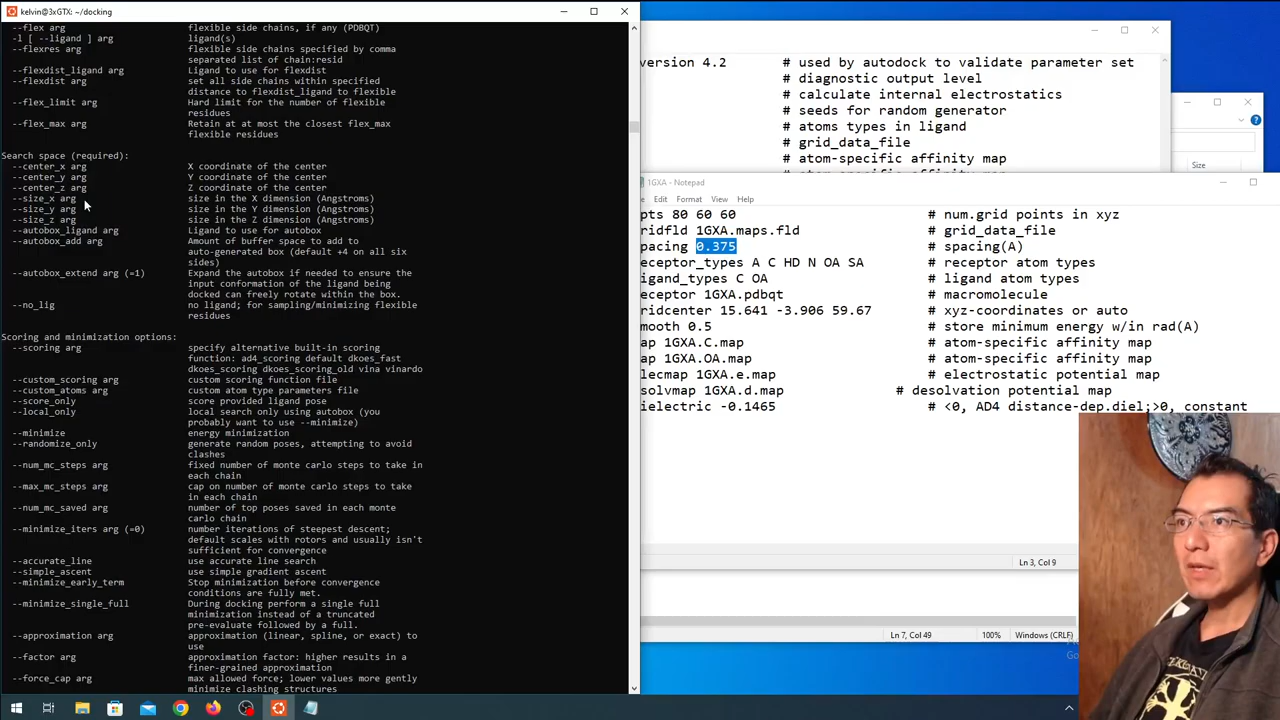 kelvin@3xGTX: ~/docking
--flex arg flexible side chains, if any (PDBQT)
-l [ --ligand ] arg ligand(s)
--flexres arg flexible side chains specified by comma
separated list of chain:resid
--flexdist_ligand arg Ligand to use for flexdist
--flexdist arg set all side chains within specified
distance to flexdist_ligand to flexible
--flex_limit arg Hard limit for the number of flexible
residues
--flex_max arg Retain at at most the closest flex_max
flexible residues
Search space (required):
--center_x arg X coordinate of the center
--center_y arg Y coordinate of the center
--center_z arg Z coordinate of the center
--size_x arg size in the X dimension (Angstroms)
--size_y arg size in the Y dimension (Angstroms)
--size_z arg size in the Z dimension (Angstroms)
--autobox_ligand arg Ligand to use for autobox
--autobox_add arg Amount of buffer space to add to
auto-generated box (default +4 on all six
sides)
--autobox_extend arg (=1) Expand the autobox if needed to ensure the
input conformation of the ligand being
docked can freely rotate within the box.
--no_lig no ligand; for sampling/minimizing flexible
residues
Scoring and minimization options:
--scoring arg specify alternative built-in scoring
function: ad4_scoring default dkoes_fast
dkoes_scoring dkoes_scoring_old vina vinardo
--custom_scoring arg custom scoring function file
--custom_atoms arg custom atom type parameters file
--score_only score provided ligand pose
--local_only local search only using autobox (you
probably want to use --minimize)
--minimize energy minimization
--randomize_only generate random poses, attempting to avoid
clashes
--num_mc_steps arg fixed number of monte carlo steps to take in
each chain
--max_mc_steps arg cap on number of monte carlo steps to take
in each chain
--num_mc_saved arg number of top poses saved in each monte
carlo chain
--minimize_iters arg (=0) number iterations of steepest descent;
default scales with rotors and usually isn't
sufficient for convergence
--accurate_line use accurate line search
--simple_ascent use simple gradient ascent
--minimize_early_term Stop minimization before convergence
conditions are fully met.
--minimize_single_full During docking perform a single full
minimization instead of a truncated
pre-evaluate followed by a full.
--approximation arg approximation (linear, spline, or exact) to
use
--factor arg approximation factor: higher results in a
finer-grained approximation
--force_cap arg max allowed force; lower values more gently
minimize clashing structures
version 4.2 # used by autodock to validate parameter set
# diagnostic output level
# calculate internal electrostatics
# seeds for random generator
# atoms types in ligand
# grid_data_file
# atom-specific affinity map
Size
1GXA - Notepad
Edit Format View Help
pts 80 60 60 # num.grid points in xyz
ridfld 1GXA.maps.fld # grid_data_file
pacing 0.375 # spacing(A)
eceptor_types A C HD N OA SA # receptor atom types
igand_types C OA # ligand atom types
eceptor 1GXA.pdbqt # macromolecule
ridcenter 15.641 -3.906 59.67 # xyz-coordinates or auto
mooth 0.5 # store minimum energy w/in rad(A)
ap 1GXA.C.map # atom-specific affinity map
ap 1GXA.OA.map # atom-specific affinity map
lecmap 1GXA.e.map # electrostatic potential map
solvmap 1GXA.d.map # desolvation potential map
ielectric -0.1465 # <0, AD4 distance-dep.diel;>0, constant
Ln 3, Col 9
Ln 7, Col 49 100% Windows (CRLF)